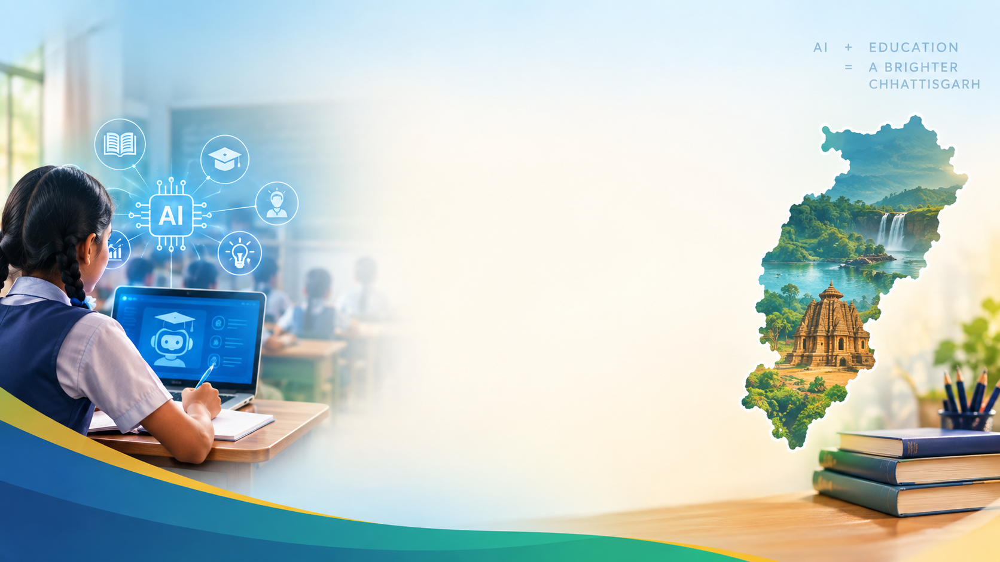 AI + EDUCATION
= A BRIGHTER
CHHATTISGARH
AI